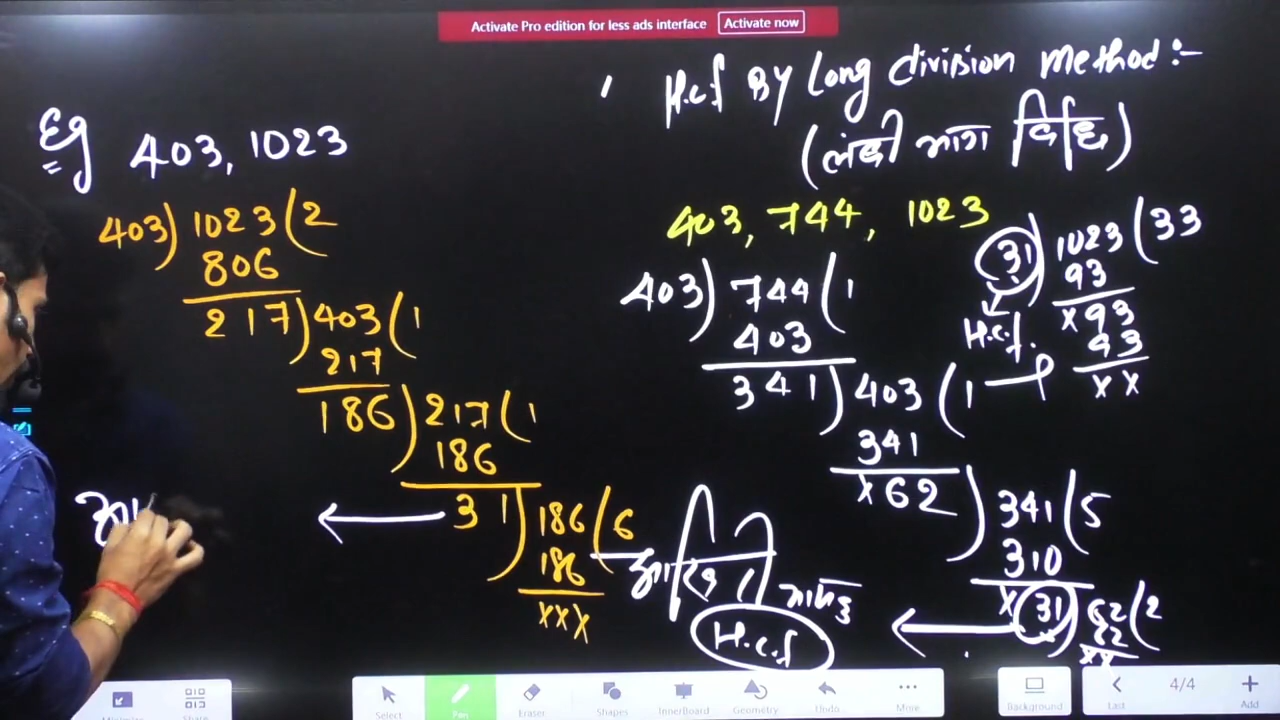 Activate Pro edition for less ads interface Activate now
H.c.f By Long division Method:-
(लंबी भाग विधि)
Eg 403, 1023
403) 1023 (2
806
217) 403 (1
217
186) 217 (1
186
31) 186 (6
186
xxx
403, 744, 1023
403) 744 (1
403
341) 403 (1
341
x62) 341 (5
310
x31) 62 (2
62
xx
H.c.f
31) 1023 (33
93
x93
93
xx
H.c.f.
Select
Pen
Eraser
Shapes
InnerBoard
Geometry
Undo
More
Background
Last
4/4
Add
Share